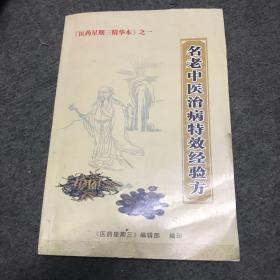 《医药星期三精华本》之一
名老中医治病特效经验方
《医药星期三》编辑部 编印